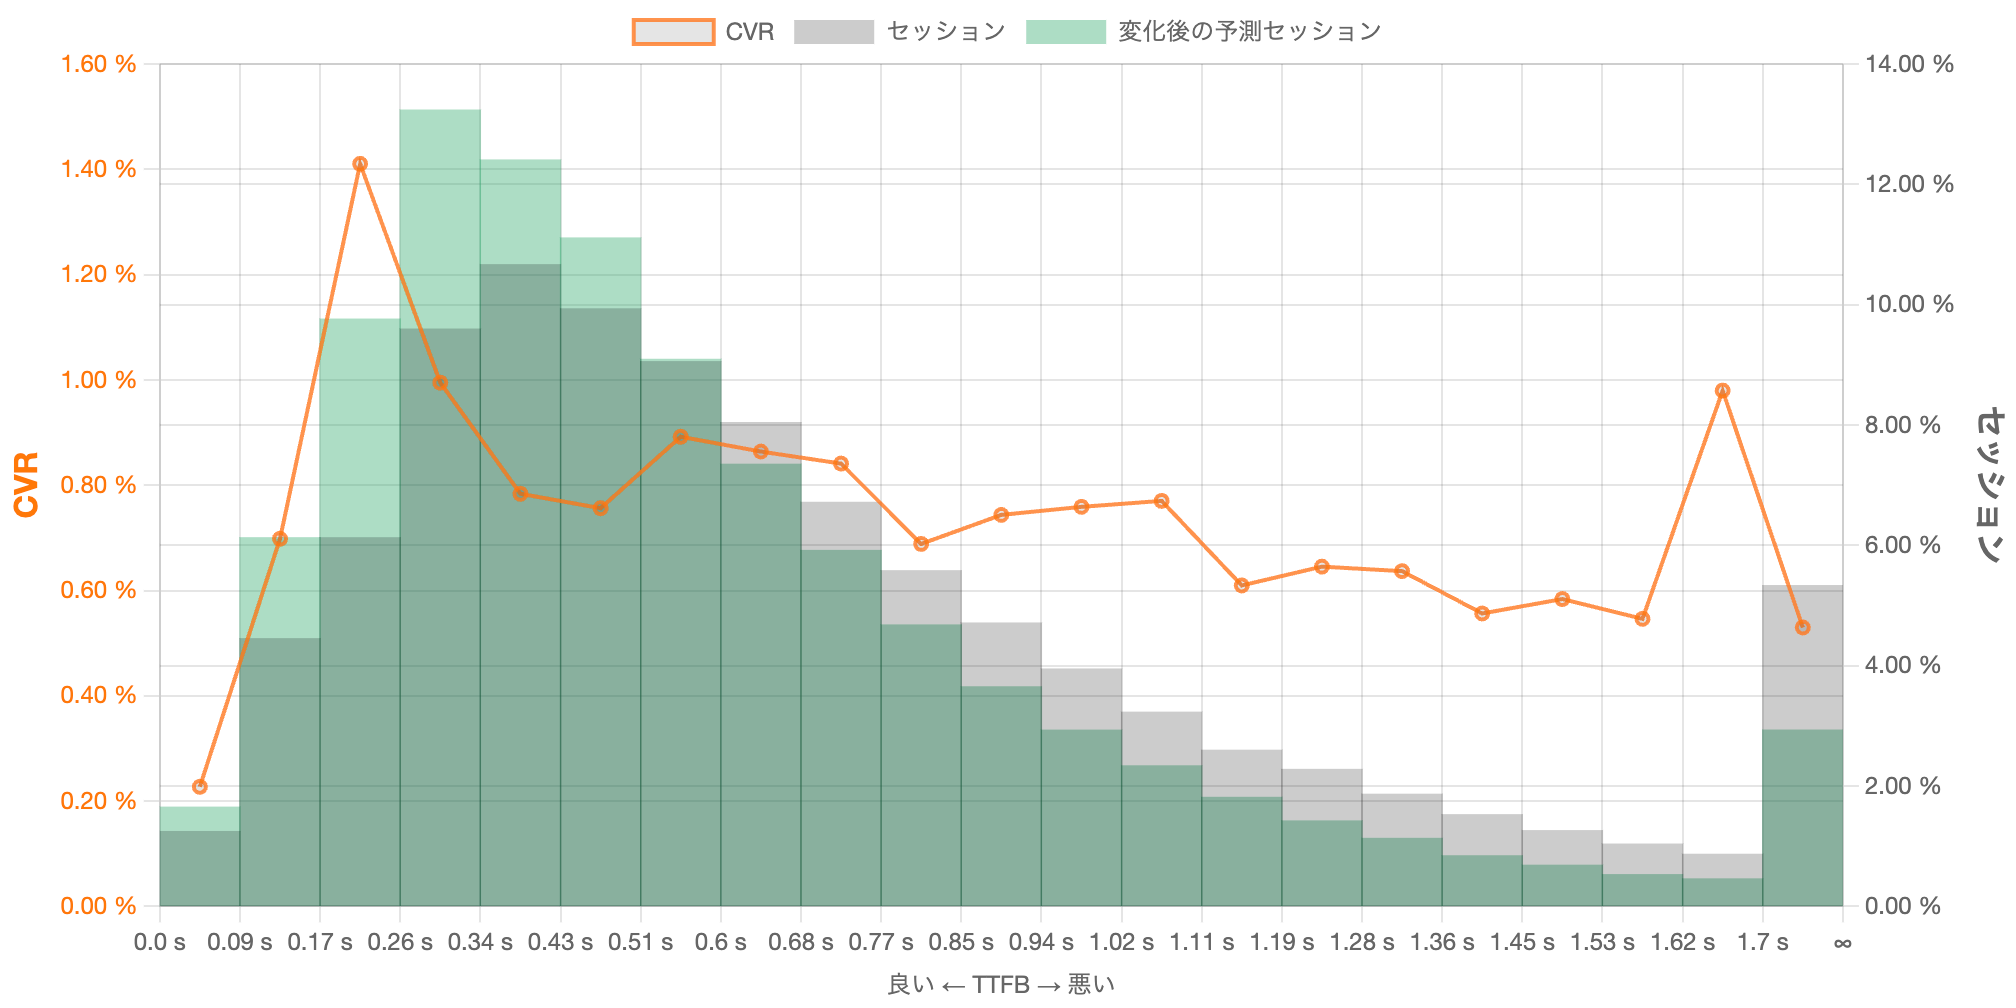 CVR セッション 変化後の予測セッション
1.60 % 14.00 %
1.40 % 12.00 %
1.20 % 10.00 %
1.00 % 8.00 %
0.80 % 6.00 %
0.60 % 4.00 %
0.40 % 2.00 %
0.20 % 0.00 %
0.00 %
CVR
セッション
0.0 s 0.09 s 0.17 s 0.26 s 0.34 s 0.43 s 0.51 s 0.6 s 0.68 s 0.77 s 0.85 s 0.94 s 1.02 s 1.11 s 1.19 s 1.28 s 1.36 s 1.45 s 1.53 s 1.62 s 1.7 s ∞
良い ← TTFB → 悪い